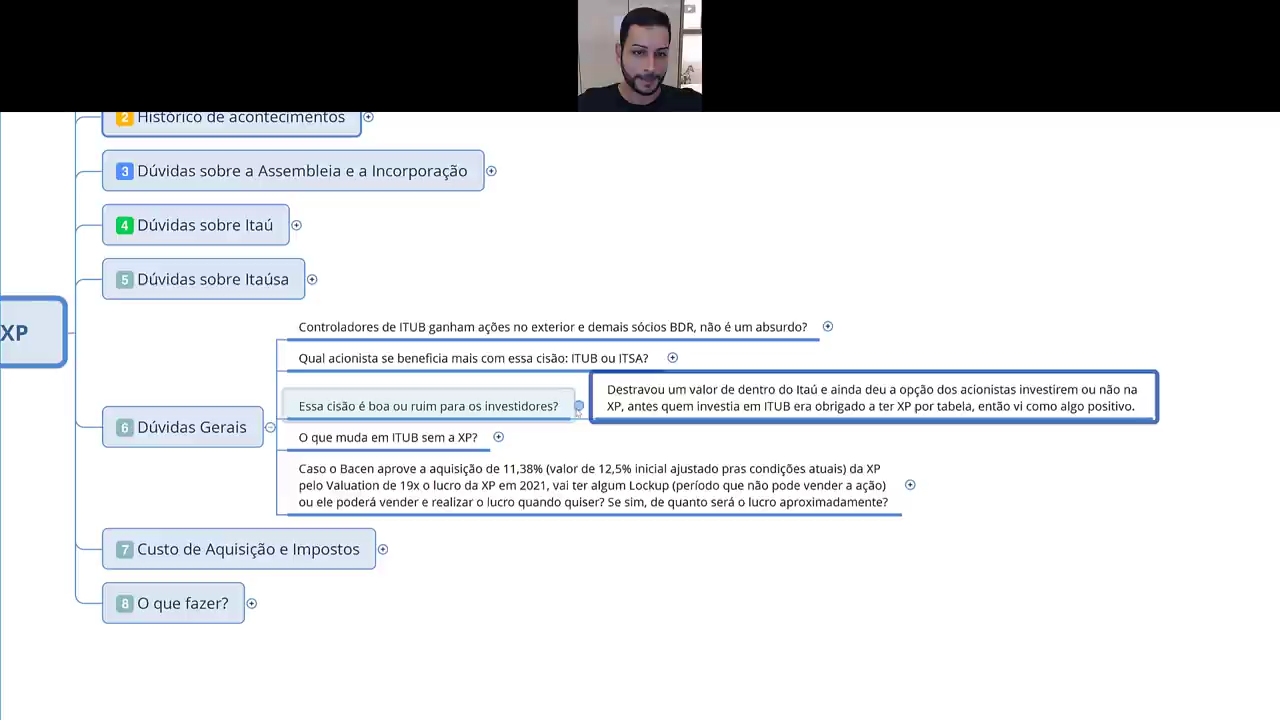 2 Histórico de acontecimentos
3 Dúvidas sobre a Assembleia e a Incorporação
4 Dúvidas sobre Itaú
5 Dúvidas sobre Itaúsa
XP
Controladores de ITUB ganham ações no exterior e demais sócios BDR, não é um absurdo?
Qual acionista se beneficia mais com essa cisão: ITUB ou ITSA?
Essa cisão é boa ou ruim para os investidores?
Destravou um valor de dentro do Itaú e ainda deu a opção dos acionistas investirem ou não na
XP, antes quem investia em ITUB era obrigado a ter XP por tabela, então vi como algo positivo.
6 Dúvidas Gerais
O que muda em ITUB sem a XP?
Caso o Bacen aprove a aquisição de 11,38% (valor de 12,5% inicial ajustado pras condições atuais) da XP
pelo Valuation de 19x o lucro da XP em 2021, vai ter algum Lockup (período que não pode vender a ação)
ou ele poderá vender e realizar o lucro quando quiser? Se sim, de quanto será o lucro aproximadamente?
7 Custo de Aquisição e Impostos
8 O que fazer?